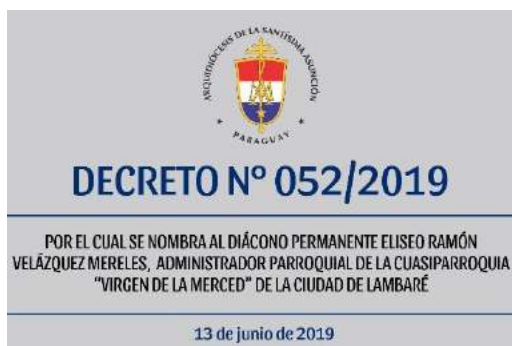 ARQUIDIÓCESIS DE LA SANTÍSIMA ASUNCIÓN
* PARAGUAY *
DECRETO Nº 052/2019
POR EL CUAL SE NOMBRA AL DIÁCONO PERMANENTE ELISEO RAMÓN
VELÁZQUEZ MERELES, ADMINISTRADOR PARROQUIAL DE LA CUASIPARROQUIA
"VIRGEN DE LA MERCED" DE LA CIUDAD DE LAMBARÉ
13 de junio de 2019